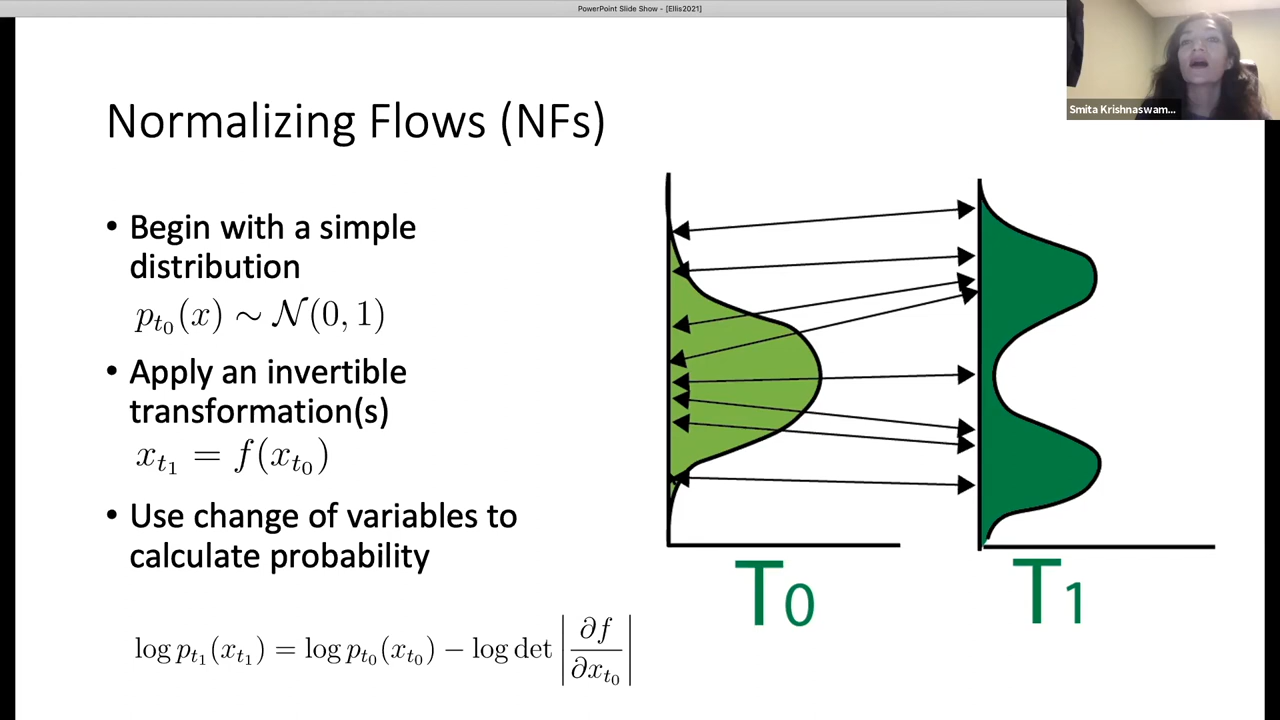 PowerPoint Slide Show - [Ellis2021]
Smita Krishnaswam...
Normalizing Flows (NFs)
• Begin with a simple
distribution
p_{t_0}(x) ∼ 𝒩(0, 1)
• Apply an invertible
transformation(s)
x_{t_1} = f(x_{t_0})
• Use change of variables to
calculate probability
log p_{t_1}(x_{t_1}) = log p_{t_0}(x_{t_0}) − log det |∂f/∂x_{t_0}|
T0
T1